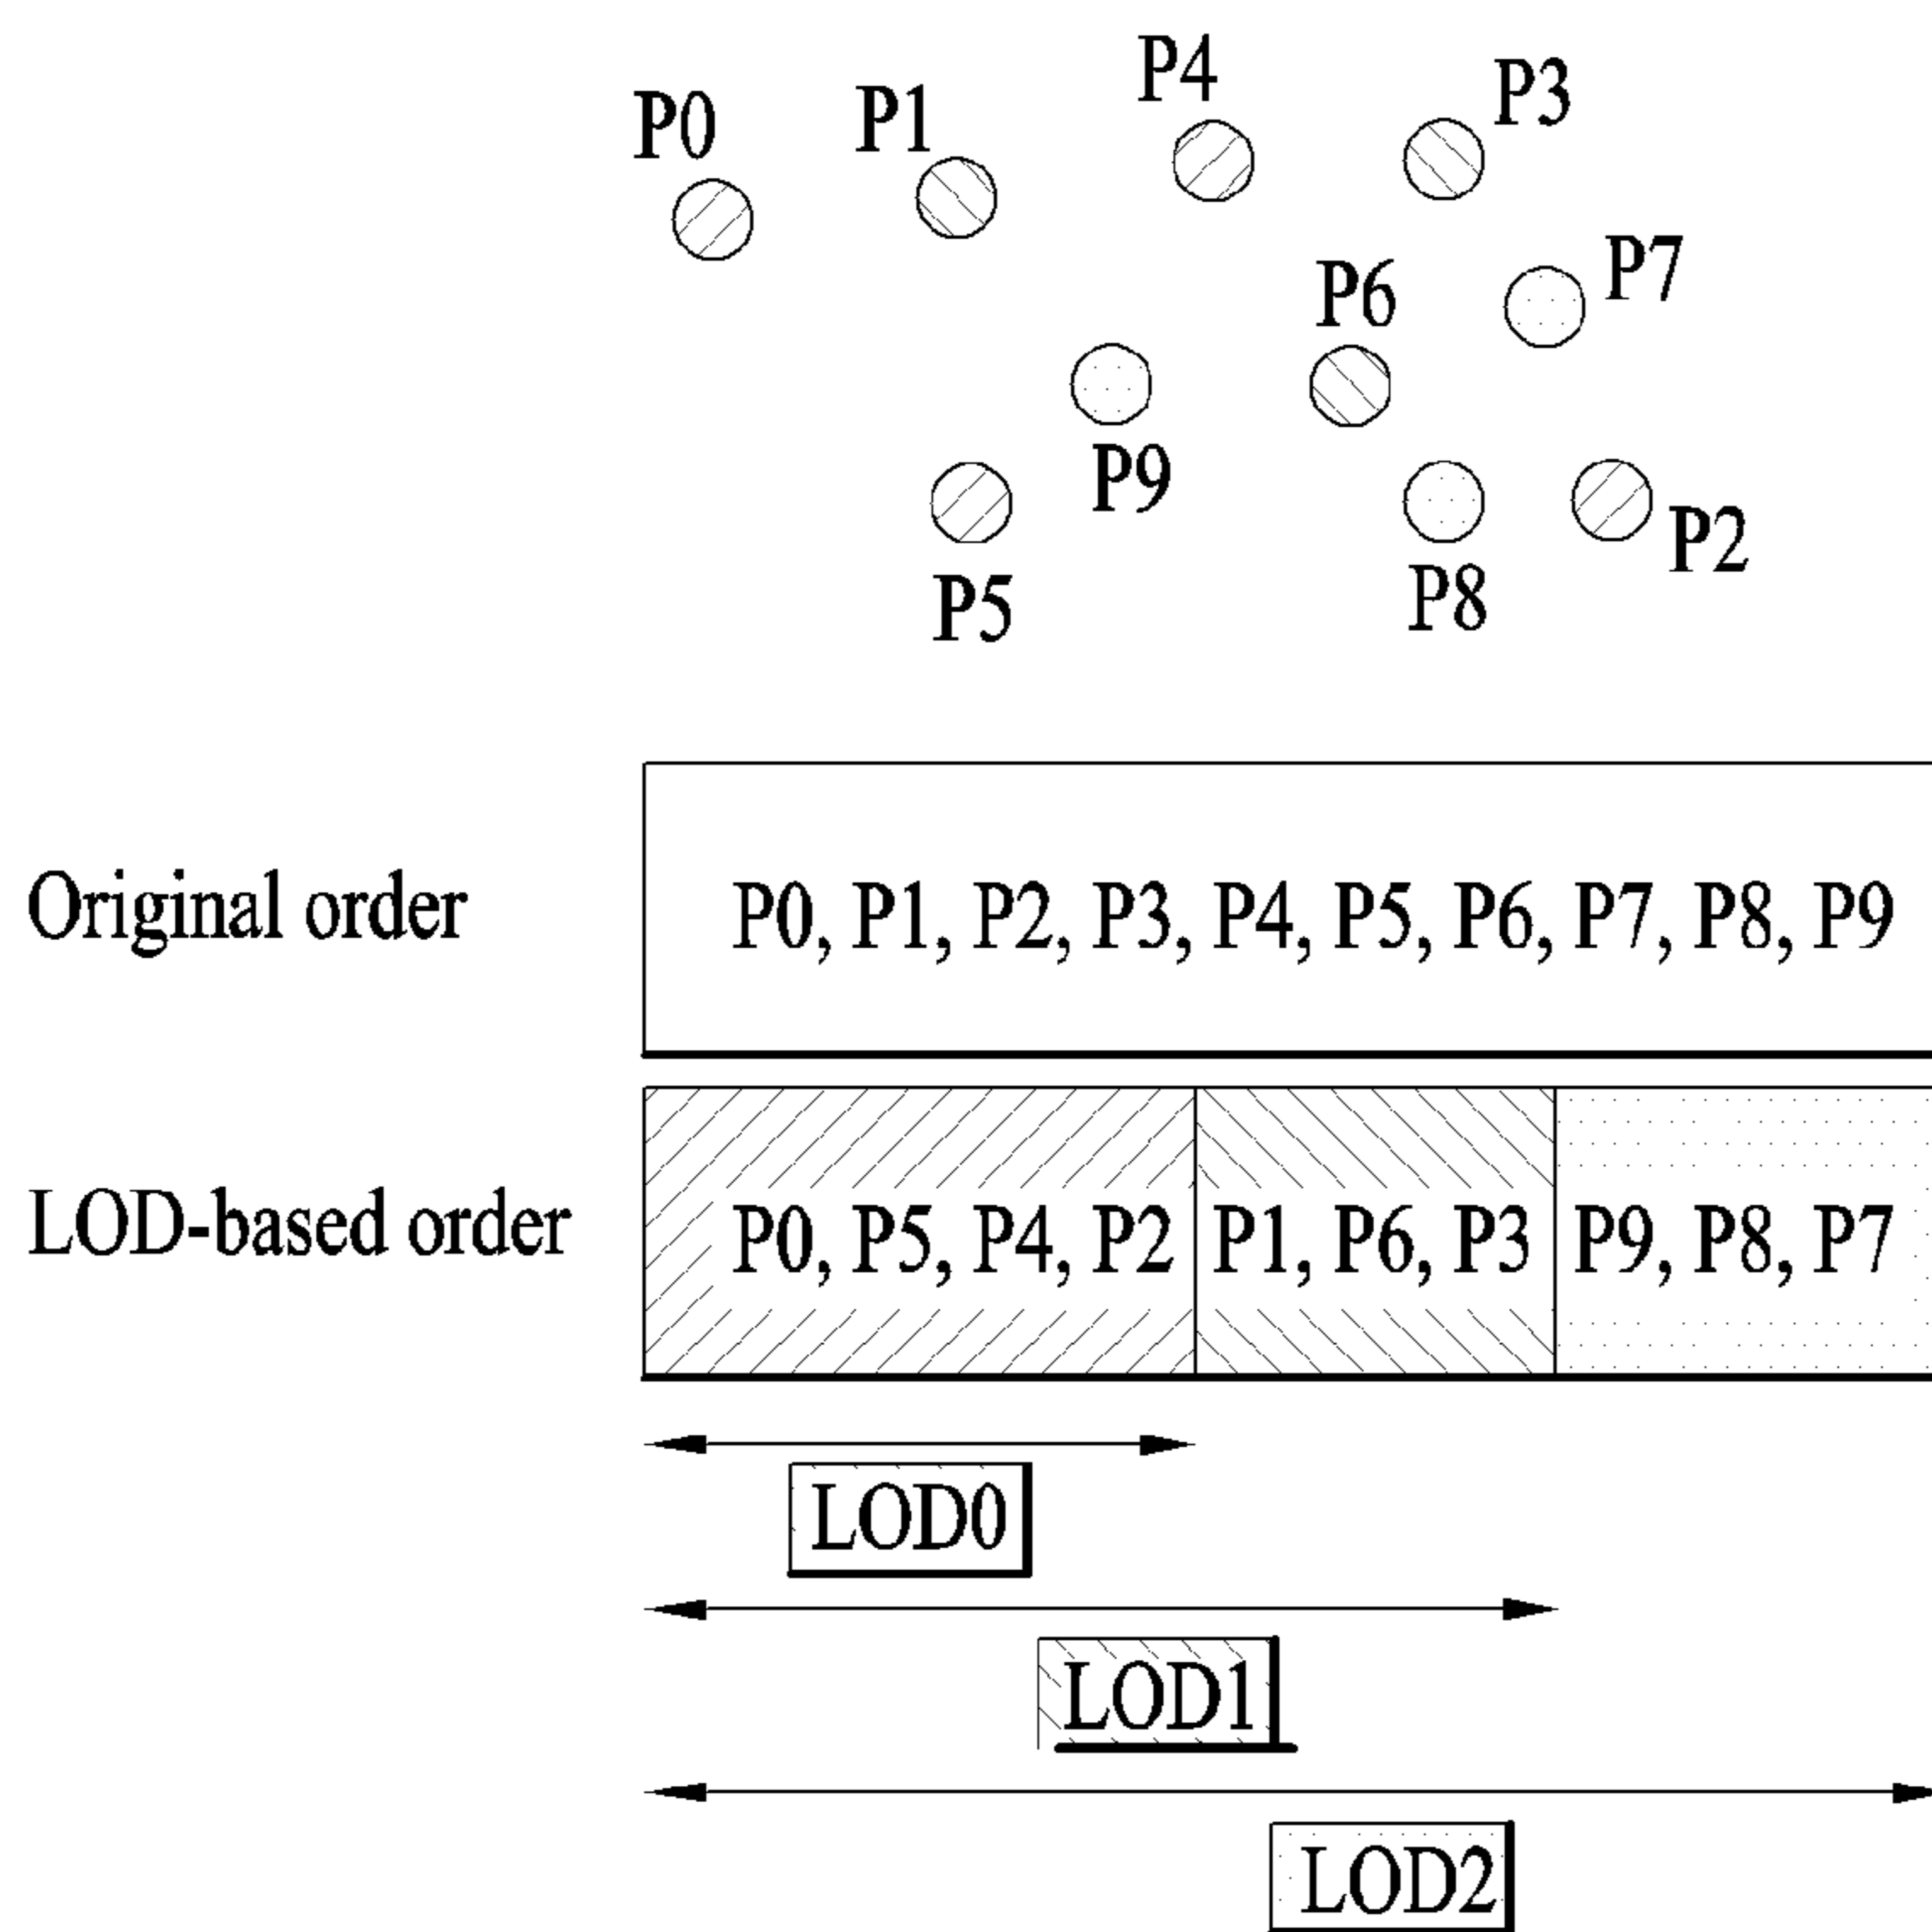 P4
P3
P0
P1
P7
P6
P9
P2
P5
P8
Original order
P0, P1, P2, P3, P4, P5, P6, P7, P8, P9
LOD-based order
P0, P5, P4, P2
P1, P6, P3
P9, P8, P7
LOD0
LOD1
LOD2